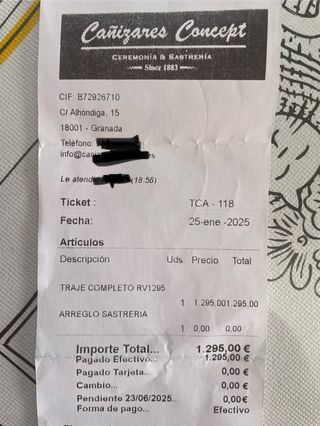 Cañizares Concept
CEREMONIA & SASTRERÍA
Since 1883
CIF: B72926710
C/ Alhóndiga, 15
18001 - Granada
Teléfono:
Le atendió (18:56)
Ticket : TCA - 118
Fecha: 25-ene -2025
Artículos
Descripción Uds Precio Total
TRAJE COMPLETO RV1295
1 1.295,00 1.295,00
ARREGLO SASTRERIA
1 0,00 0,00
Importe Total... 1.295,00 €
Pagado Efectivo... 1.295,00 €
Pagado Tarjeta... 0,00 €
Cambio... 0,00 €
Pendiente 23/06/2025... 0,00 €
Forma de pago... Efectivo